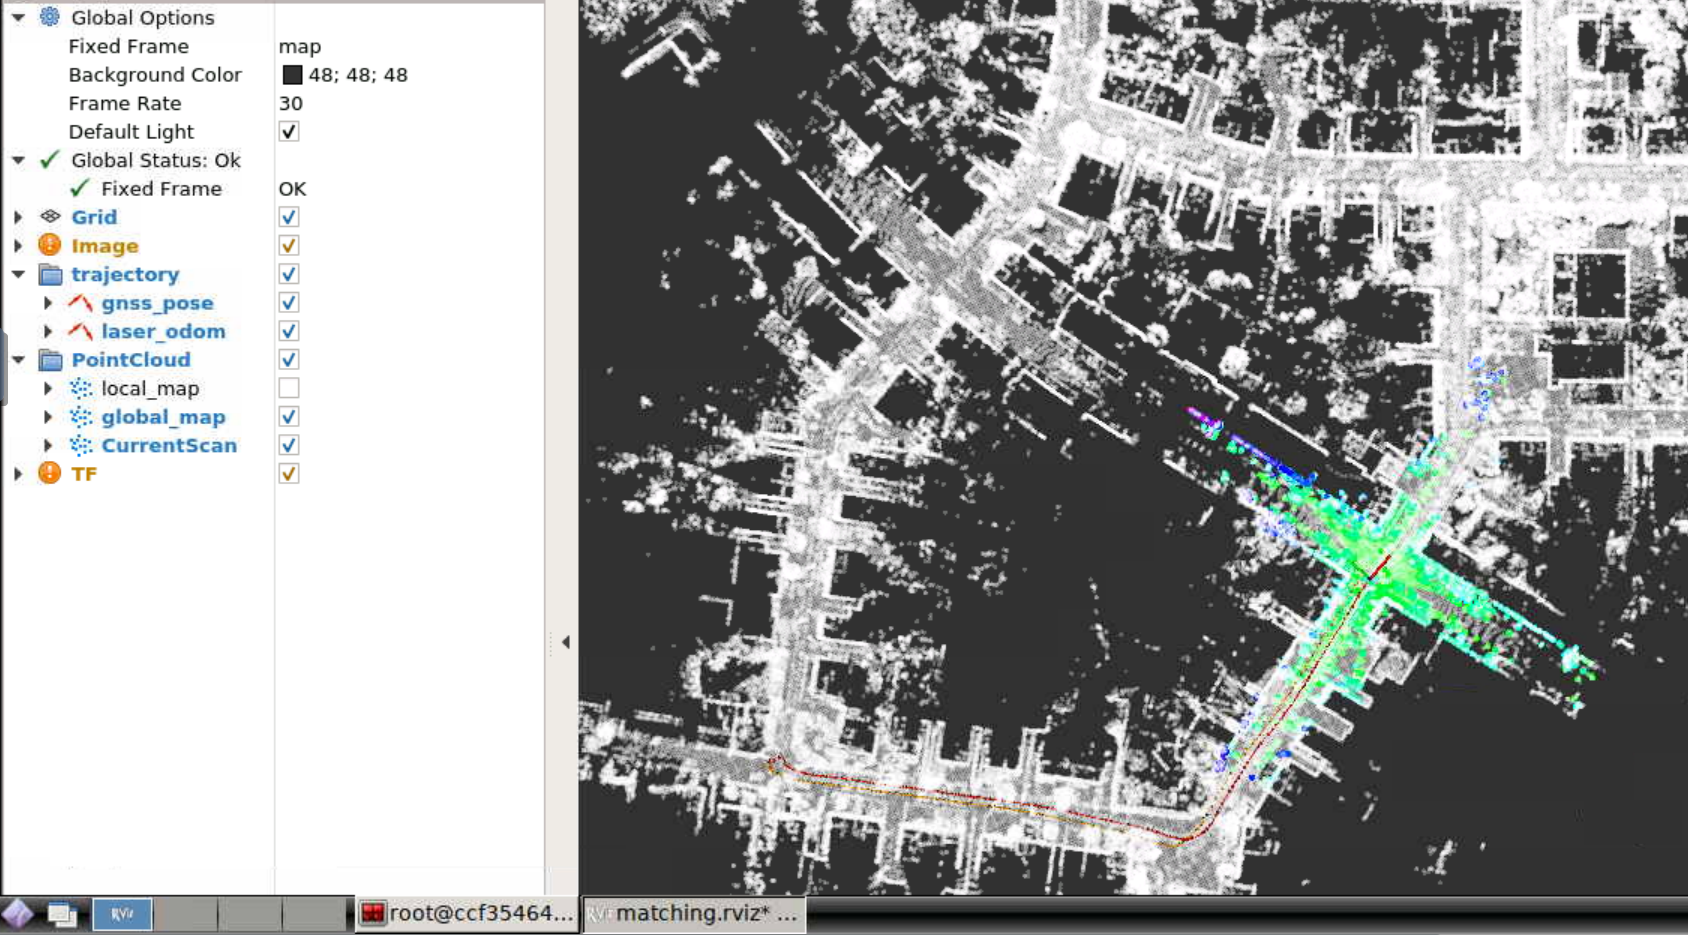 Global Options
Fixed Frame map
Background Color 48; 48; 48
Frame Rate 30
Default Light
Global Status: Ok
Fixed Frame OK
Grid
Image
trajectory
gnss_pose
laser_odom
PointCloud
local_map
global_map
CurrentScan
TF
RViz root@ccf35464... RViz matching.rviz* ...